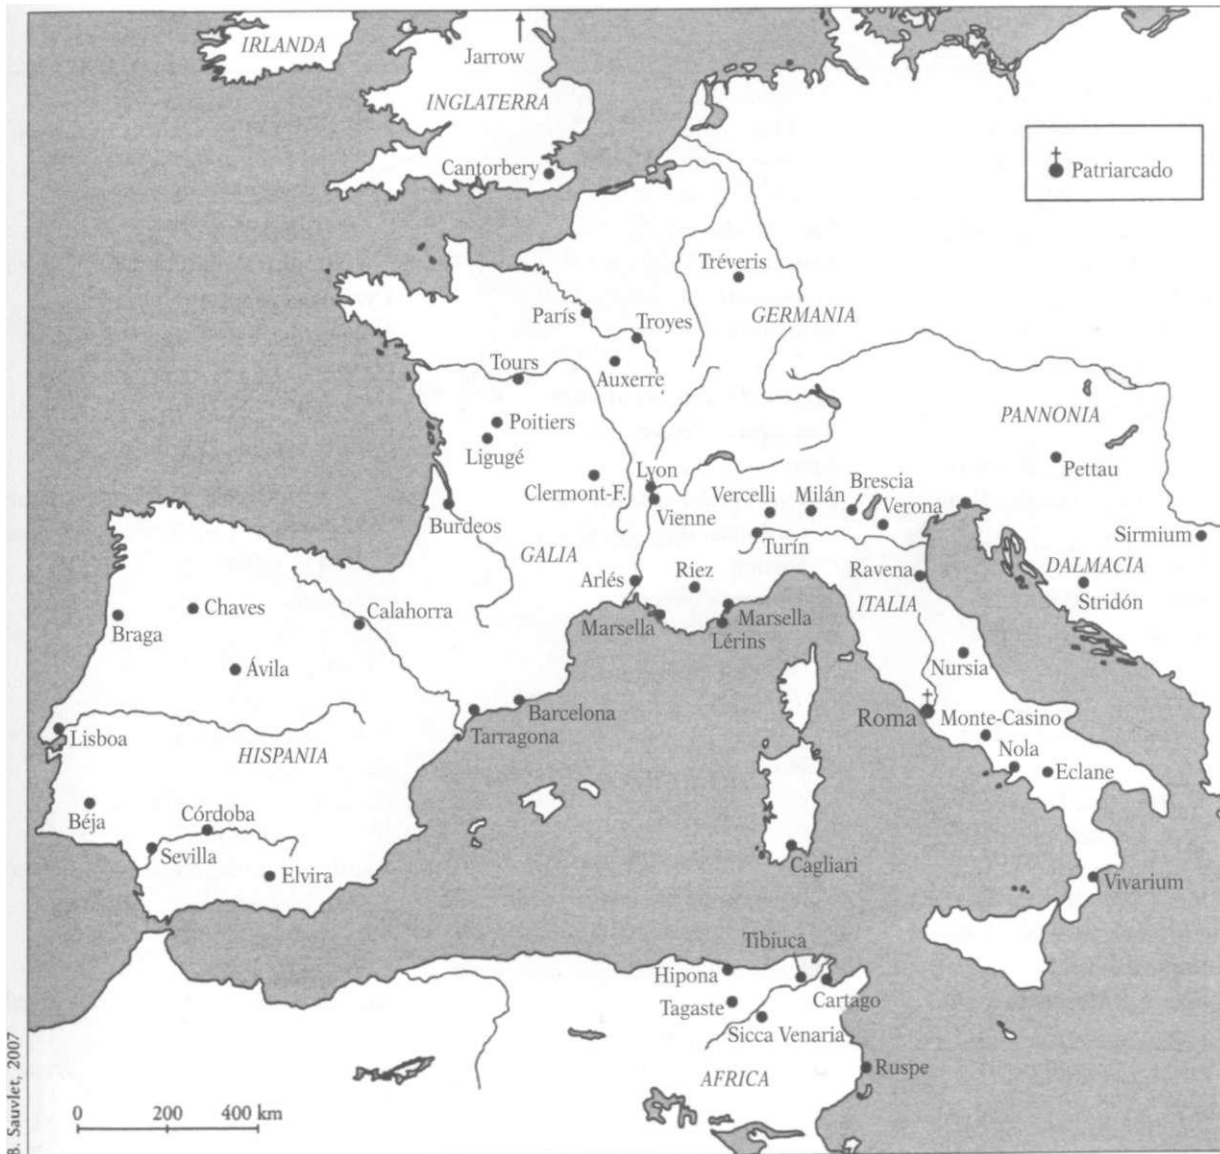 IRLANDA
Jarrow
INGLATERRA
Cantorbery
Patriarcado
Tréveris
GERMANIA
París
Troyes
Tours
Auxerre
Poitiers
Ligugé
PANNONIA
Pettau
Clermont-F.
Lyon
Vienne
Vercelli
Milán
Brescia
Verona
Burdeos
GALIA
Turín
Sirmium
Arlés
Riez
Ravena
DALMACIA
ITALIA
Stridón
Chaves
Calahorra
Braga
Marsella
Marsella
Lérins
Ávila
Nursia
Barcelona
Roma
Monte-Casino
Lisboa
Tarragona
HISPANIA
Nola
Eclane
Béja
Córdoba
Sevilla
Elvira
Cagliari
Vivarium
Tibiuca
Hipona
Cartago
Tagaste
Sicca Venaria
Ruspe
AFRICA
0 200 400 km
B. Sauvlet, 2007